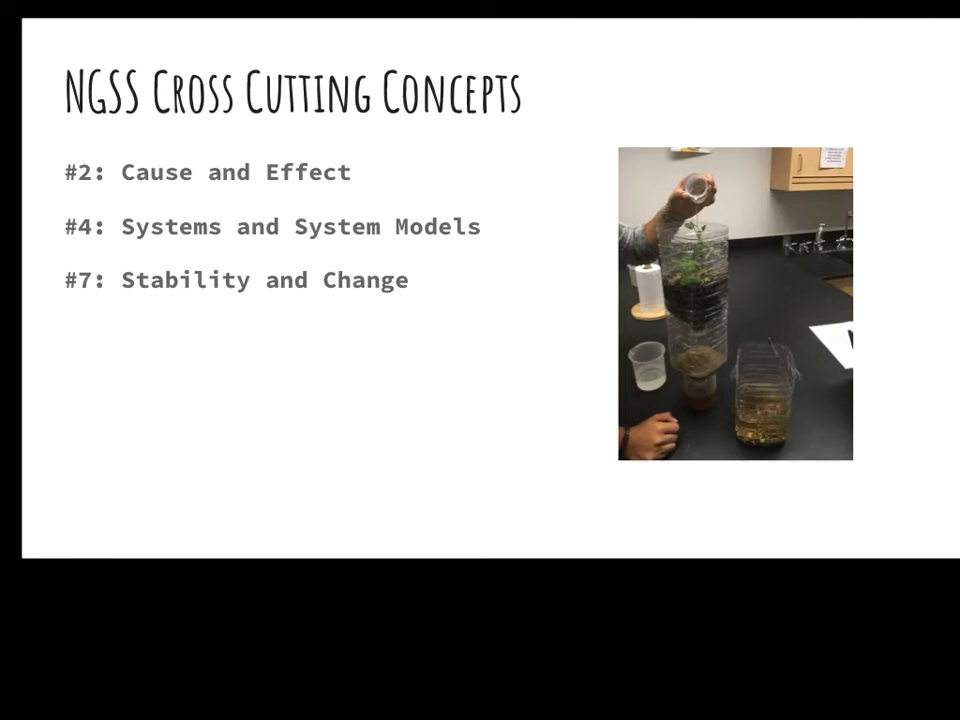 NGSS Cross Cutting Concepts
#2: Cause and Effect
#4: Systems and System Models
#7: Stability and Change